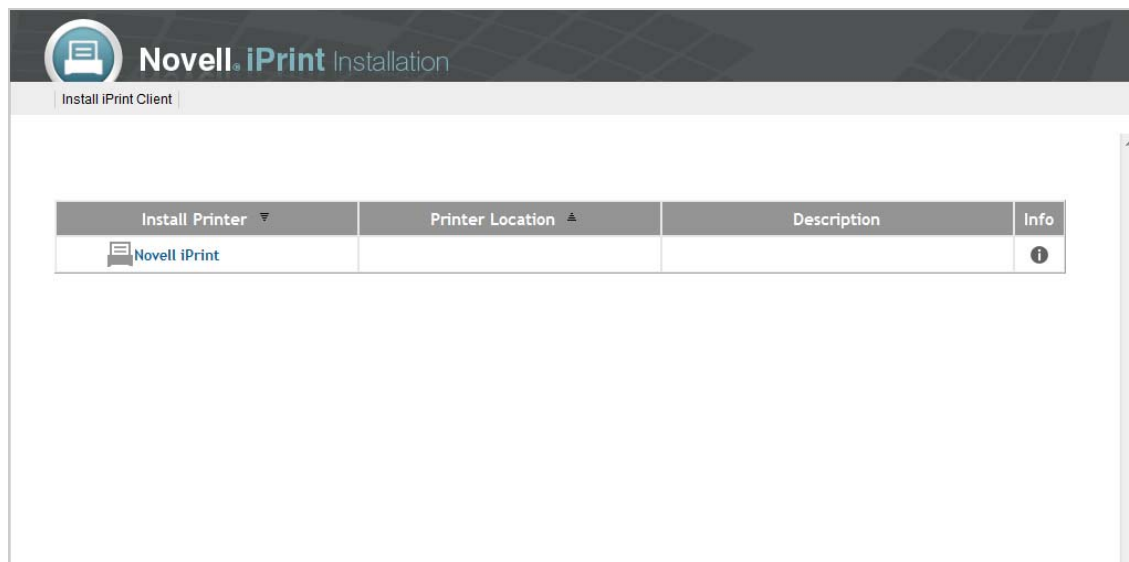 Novell® iPrint Installation
Install iPrint Client
Install Printer Printer Location Description Info
Novell iPrint